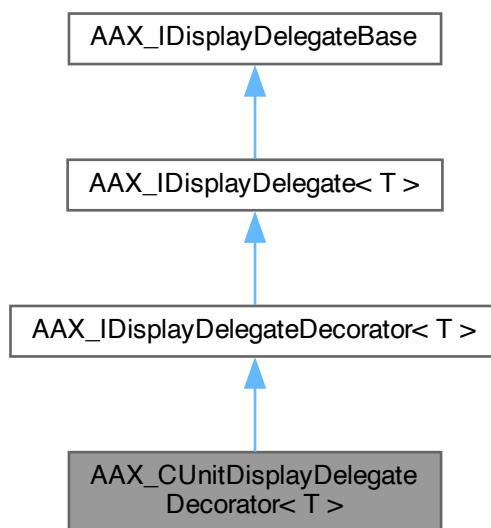 AAX_IDisplayDelegateBase
AAX_IDisplayDelegate< T >
AAX_IDisplayDelegateDecorator< T >
AAX_CUnitDisplayDelegate
Decorator< T >